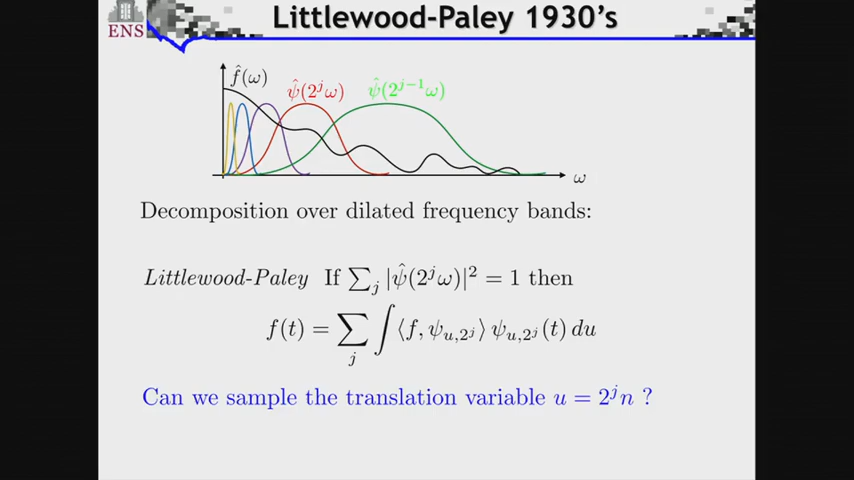 ENS
Littlewood-Paley 1930's
f̂(ω)
ψ̂(2^j ω)
ψ̂(2^{j−1} ω)
ω
Decomposition over dilated frequency bands:
Littlewood-Paley If ∑_j |ψ̂(2^j ω)|^2 = 1 then
f(t) = ∑_j ∫ ⟨f, ψ_{u,2^j}⟩ ψ_{u,2^j}(t) du
Can we sample the translation variable u = 2^j n ?